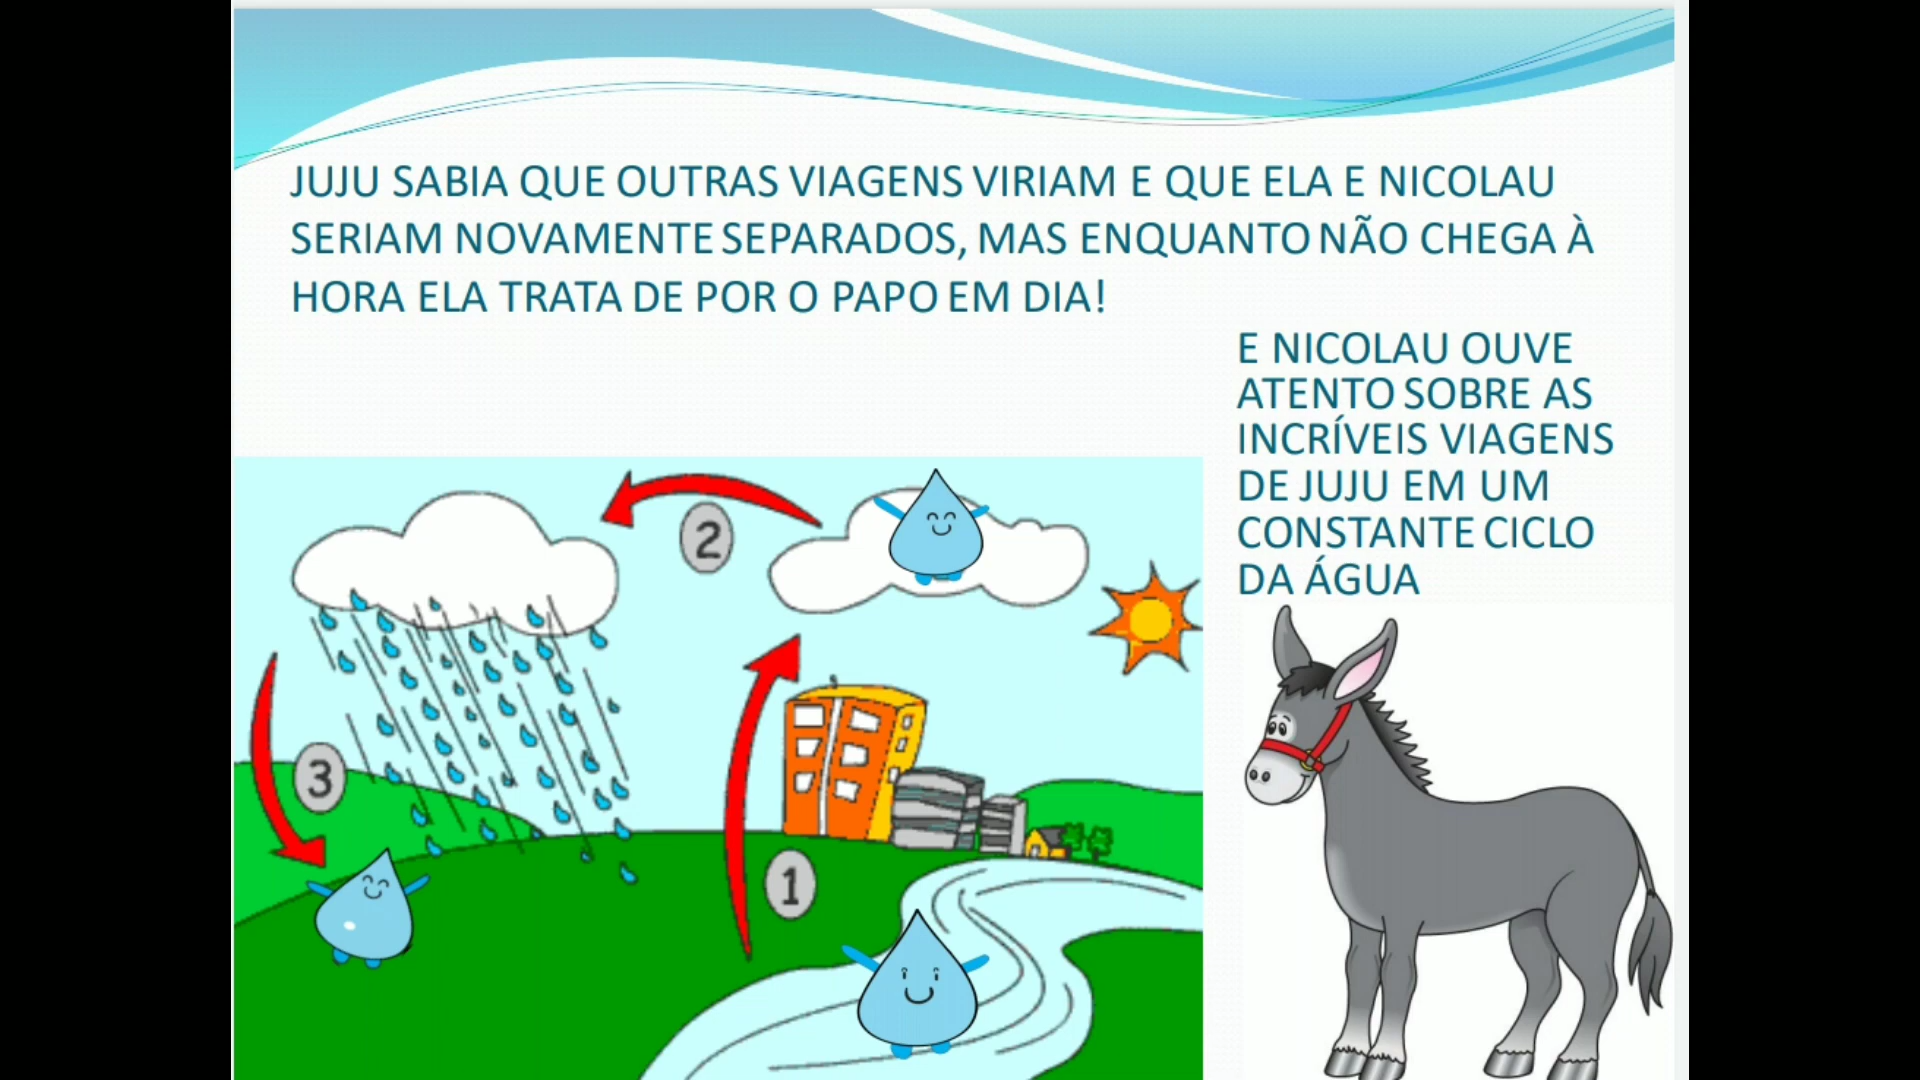 JUJU SABIA QUE OUTRAS VIAGENS VIRIAM E QUE ELA E NICOLAU
SERIAM NOVAMENTE SEPARADOS, MAS ENQUANTO NÃO CHEGA À
HORA ELA TRATA DE POR O PAPO EM DIA!
E NICOLAU OUVE
ATENTO SOBRE AS
INCRÍVEIS VIAGENS
DE JUJU EM UM
CONSTANTE CICLO
DA ÁGUA
2
3
1